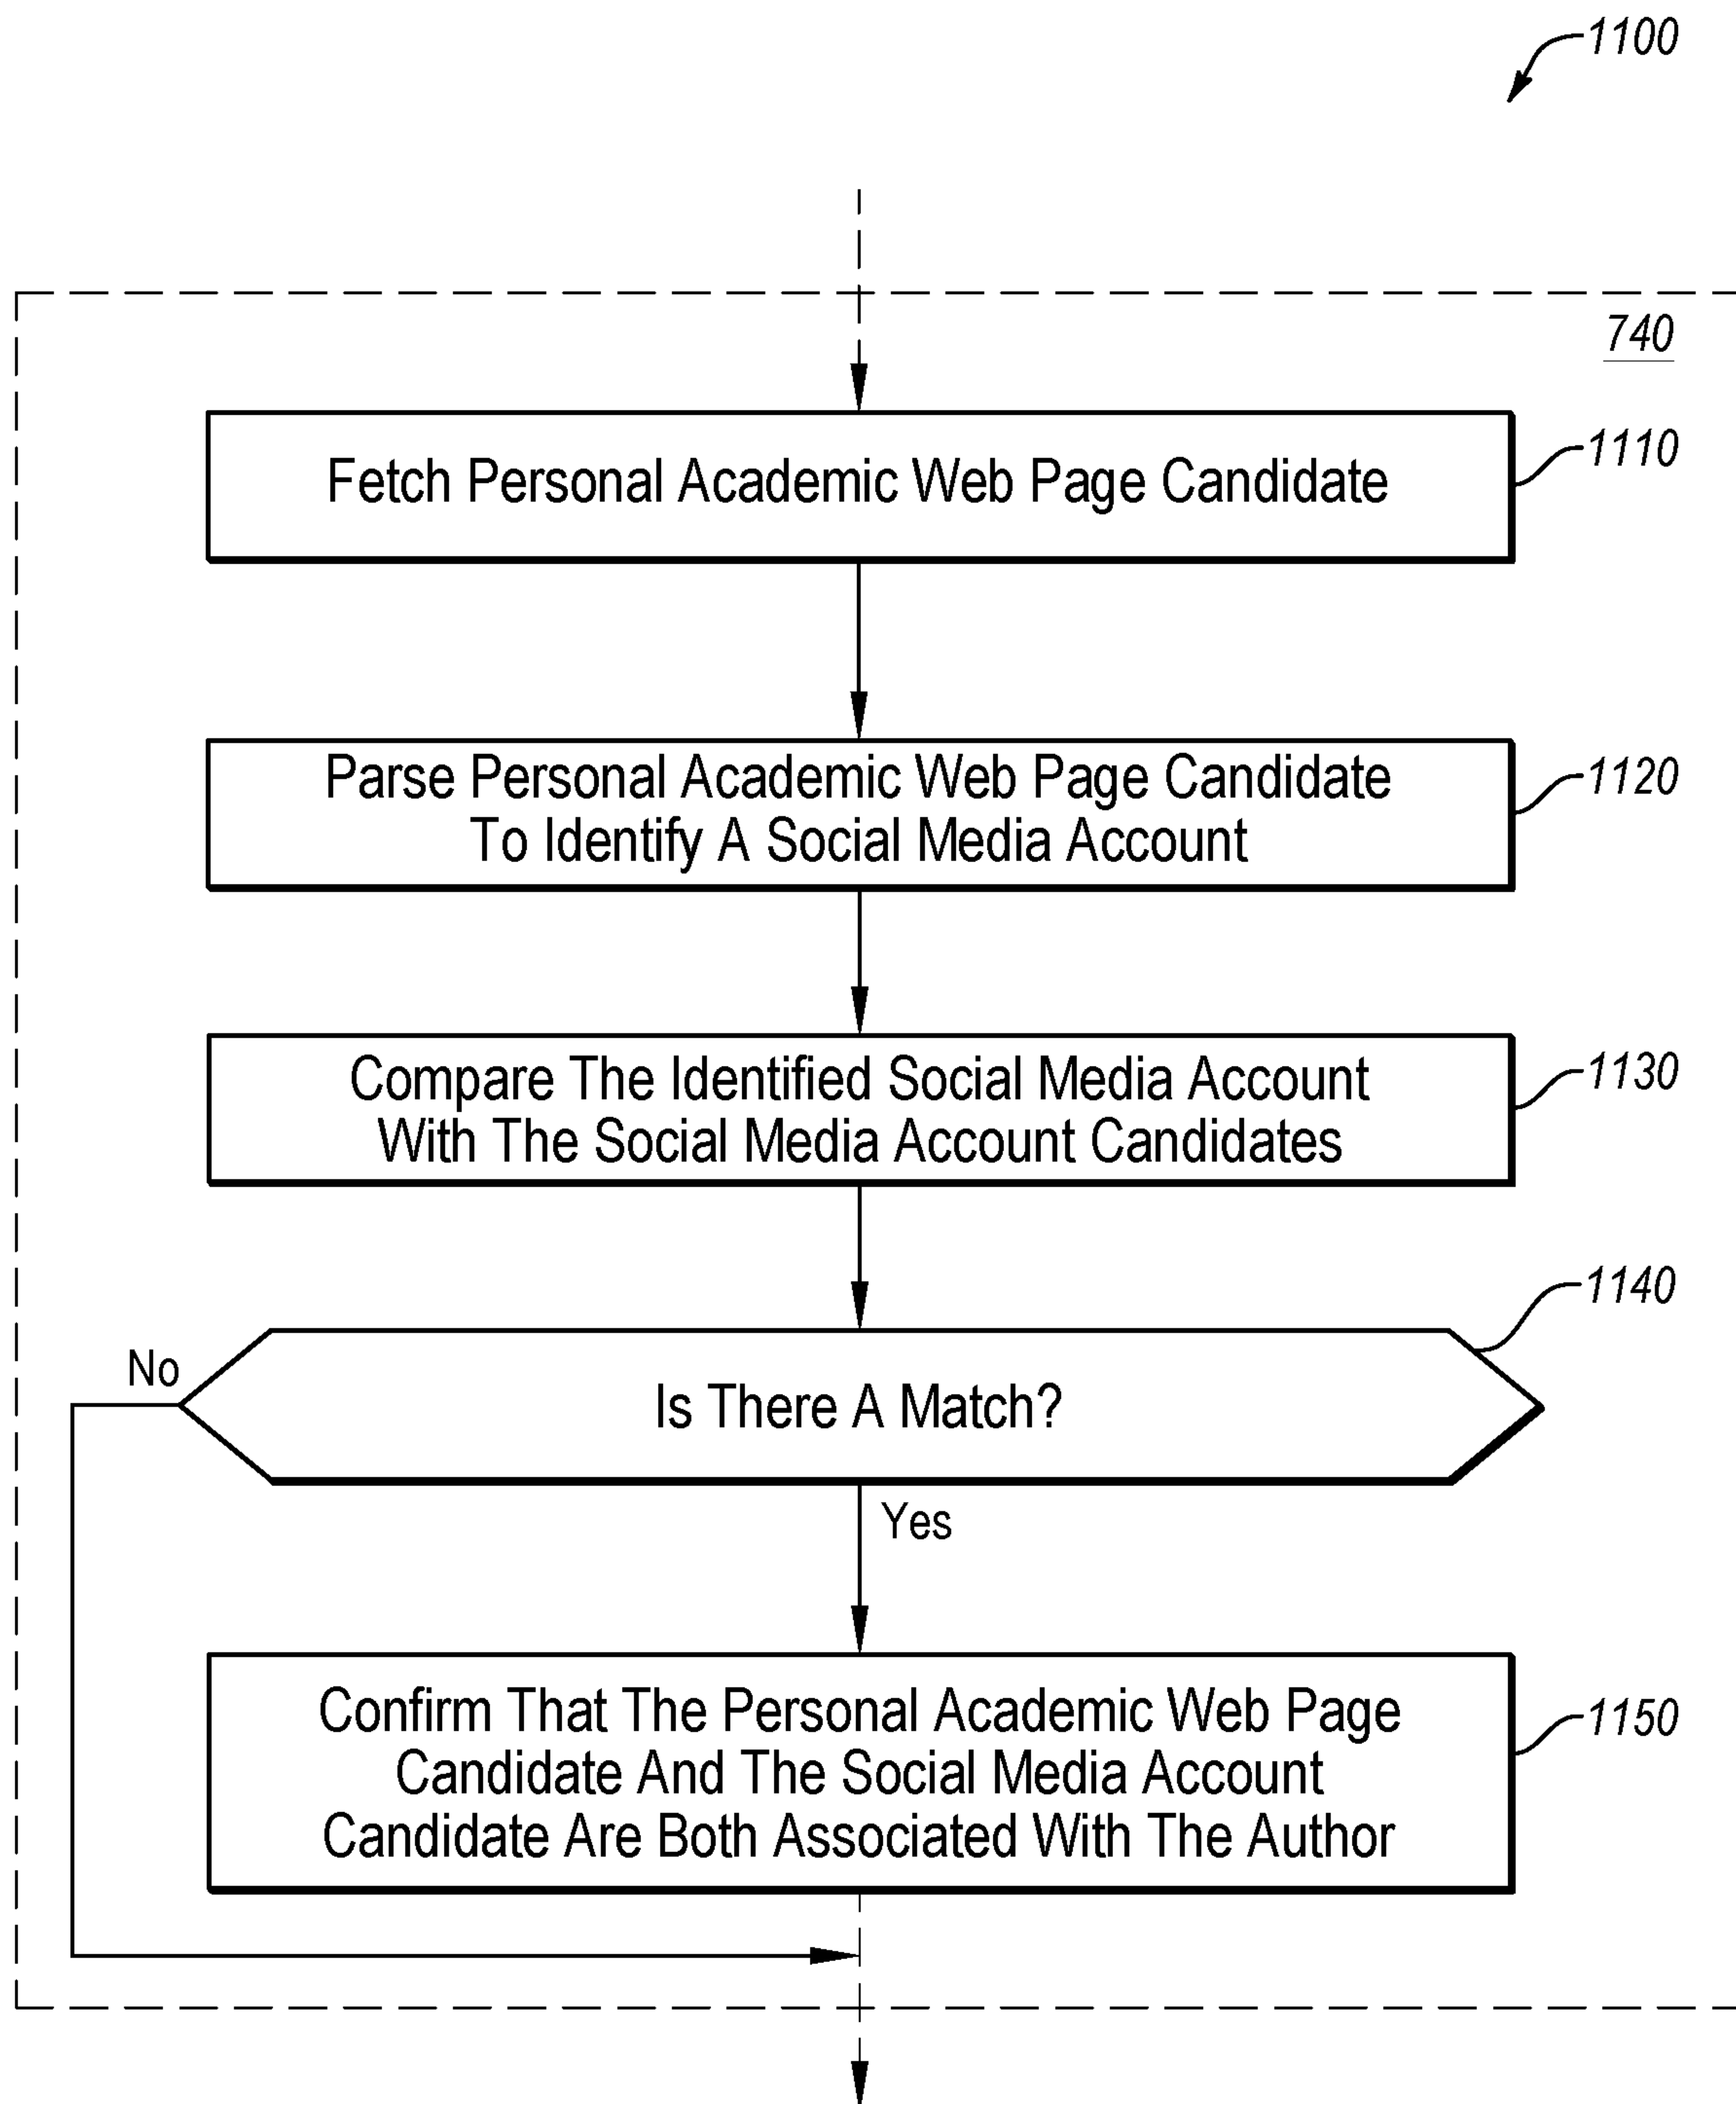 1100
740
Fetch Personal Academic Web Page Candidate
1110
Parse Personal Academic Web Page Candidate
To Identify A Social Media Account
1120
Compare The Identified Social Media Account
With The Social Media Account Candidates
1130
1140
No
Is There A Match?
Yes
Confirm That The Personal Academic Web Page
Candidate And The Social Media Account
Candidate Are Both Associated With The Author
1150